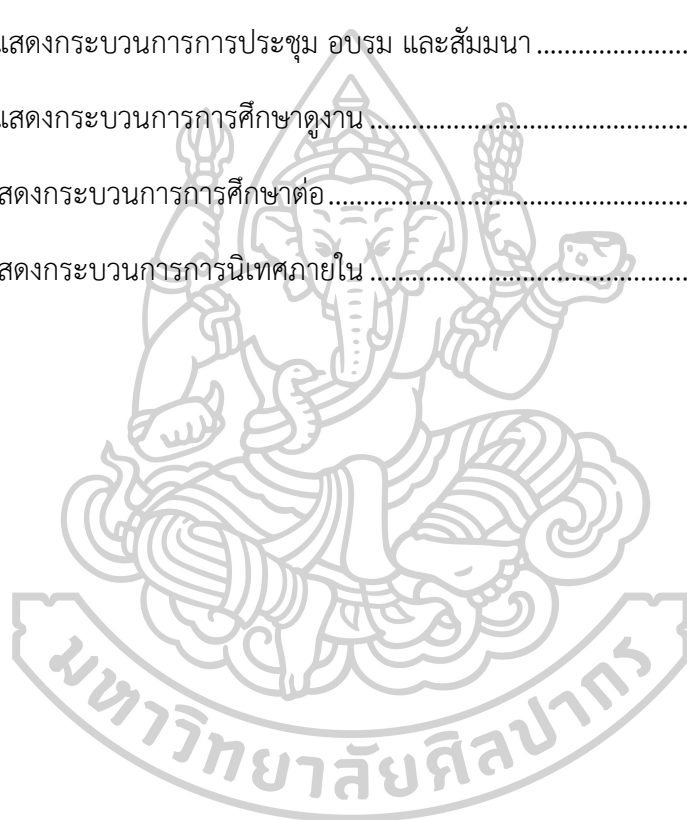 แสดงกระบวนการการประชุม อบรม และสัมมนา ........................
แสดงกระบวนการการศึกษาดูงาน ..................................................
สดงกระบวนการการศึกษาต่อ ........................................................
สดงกระบวนการการนิเทศภายใน ..................................................
มหาวิทยาลัยศิลปากร